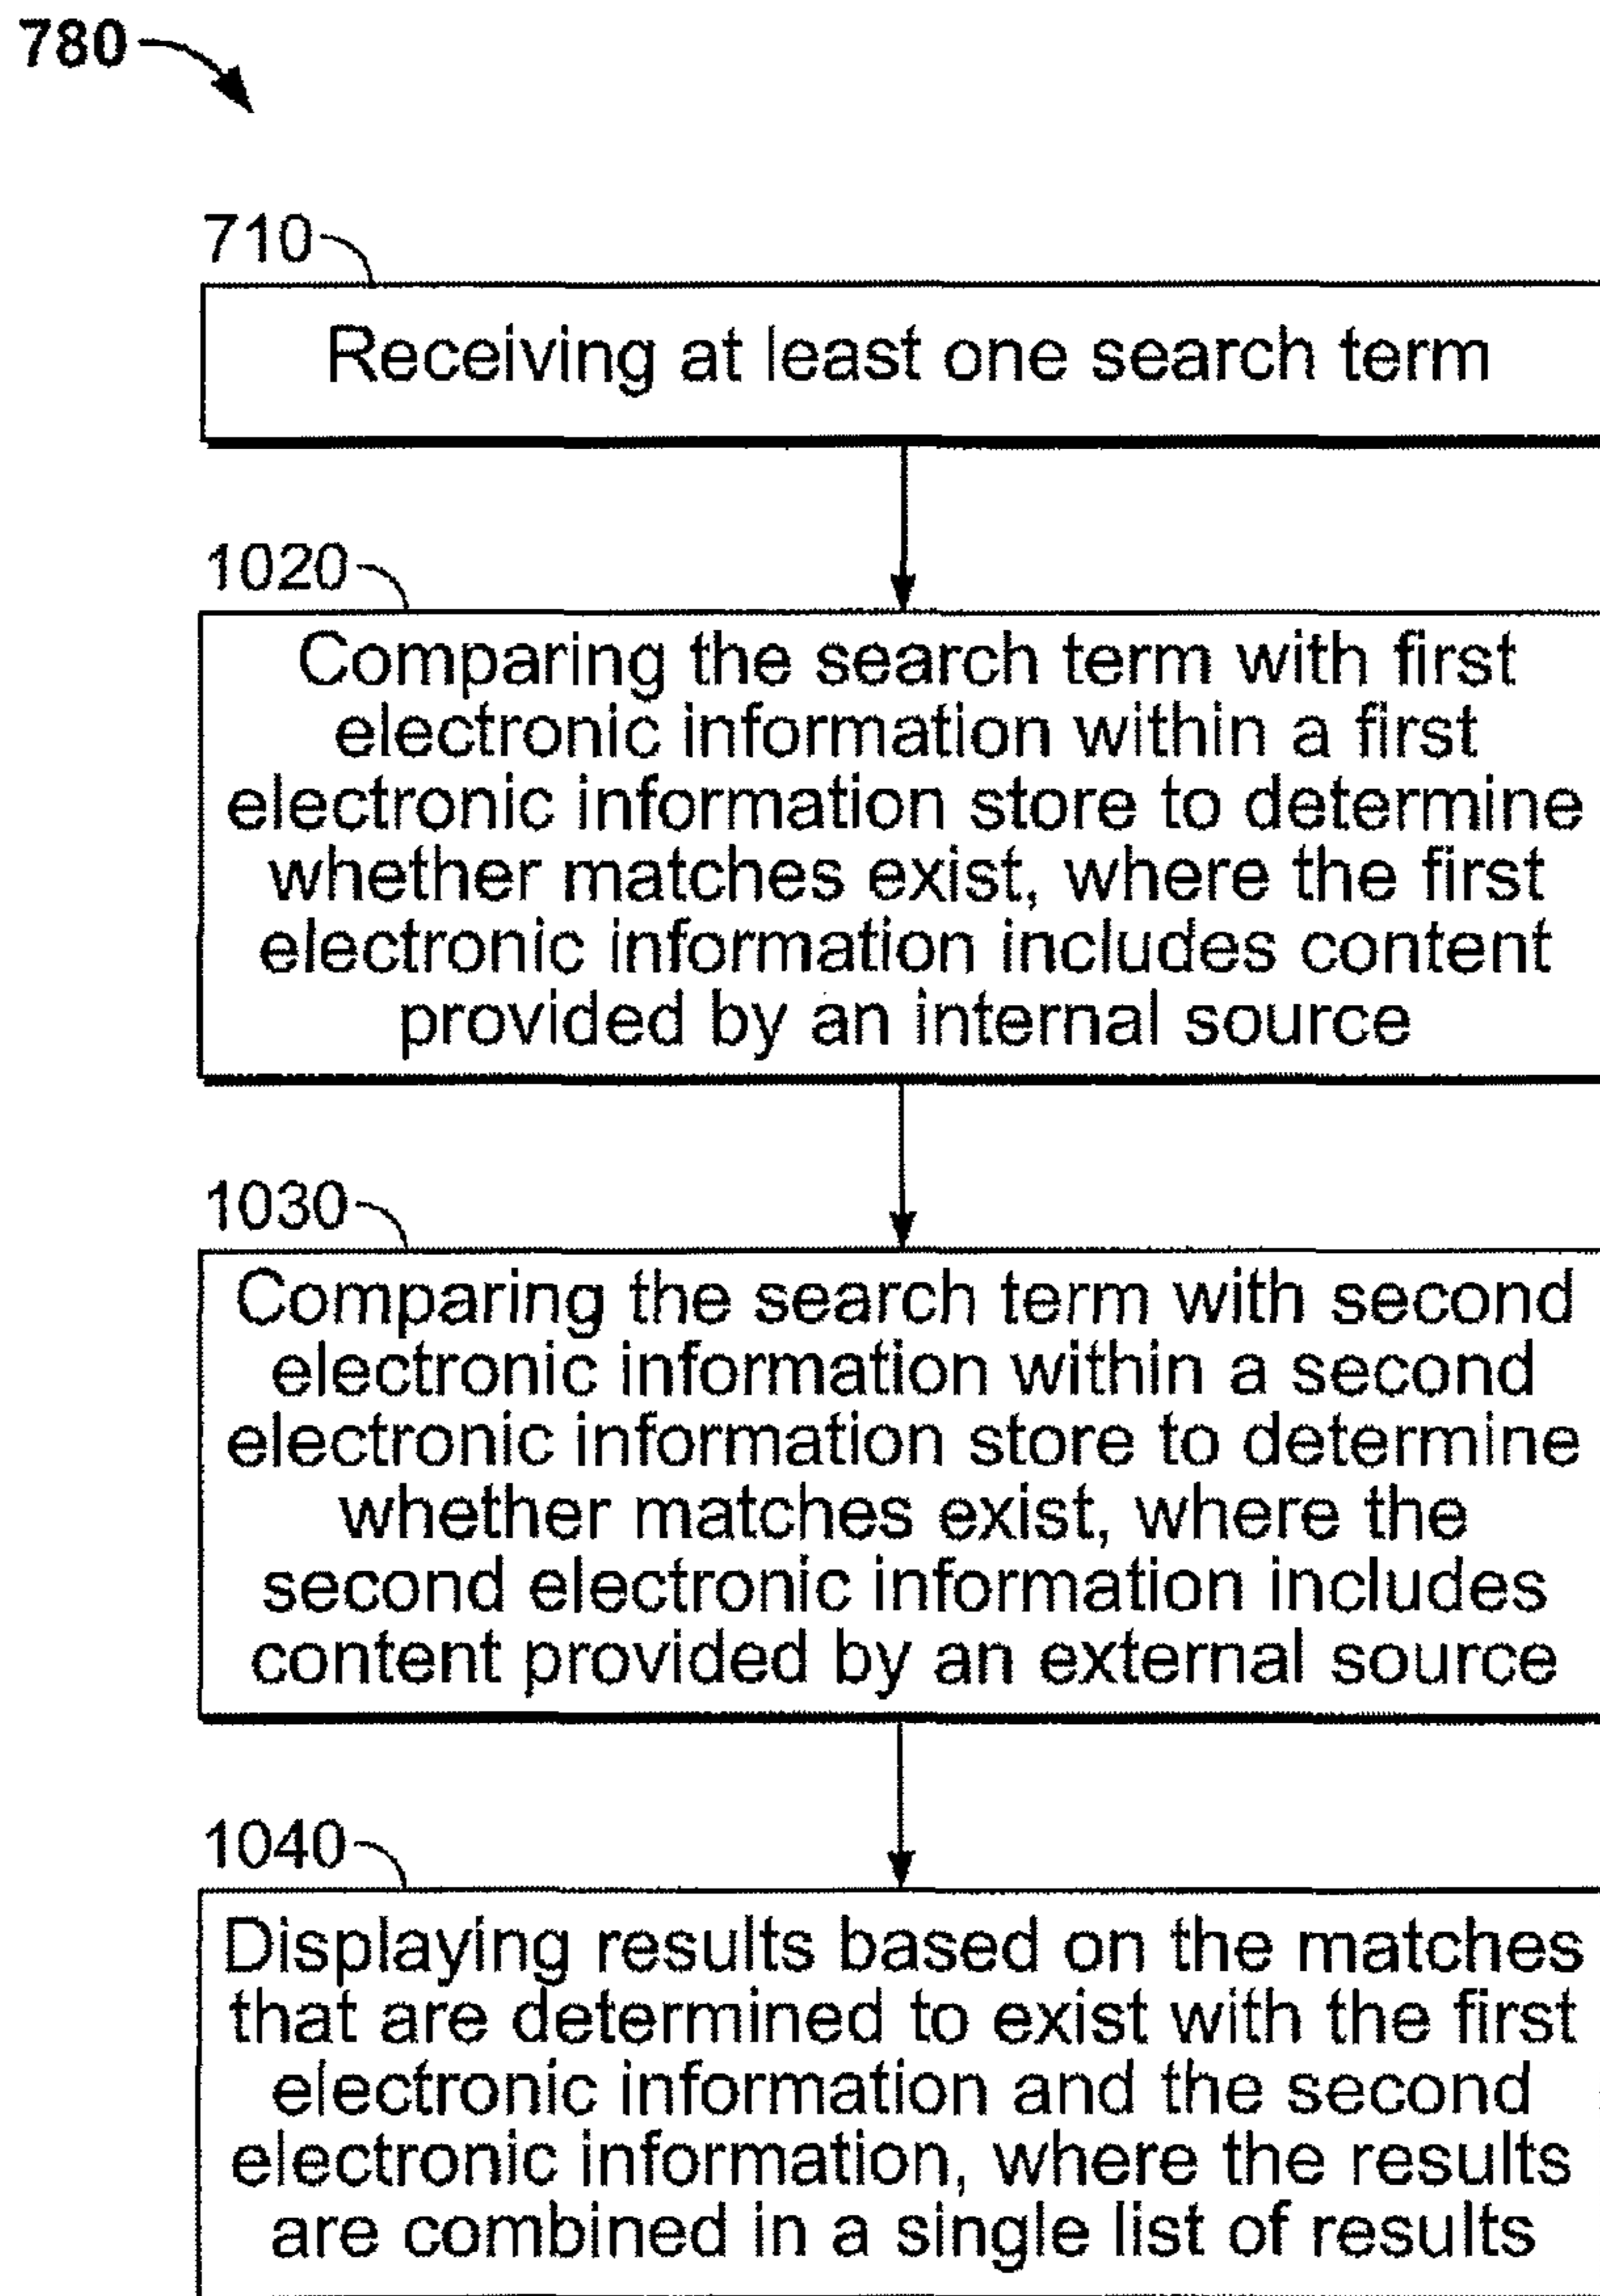 780
710
Receiving at least one search term
1020
Comparing the search term with first
electronic information within a first
electronic information store to determine
whether matches exist, where the first
electronic information includes content
provided by an internal source
1030
Comparing the search term with second
electronic information within a second
electronic information store to determine
whether matches exist, where the
second electronic information includes
content provided by an external source
1040
Displaying results based on the matches
that are determined to exist with the first
electronic information and the second
electronic information, where the results
are combined in a single list of results